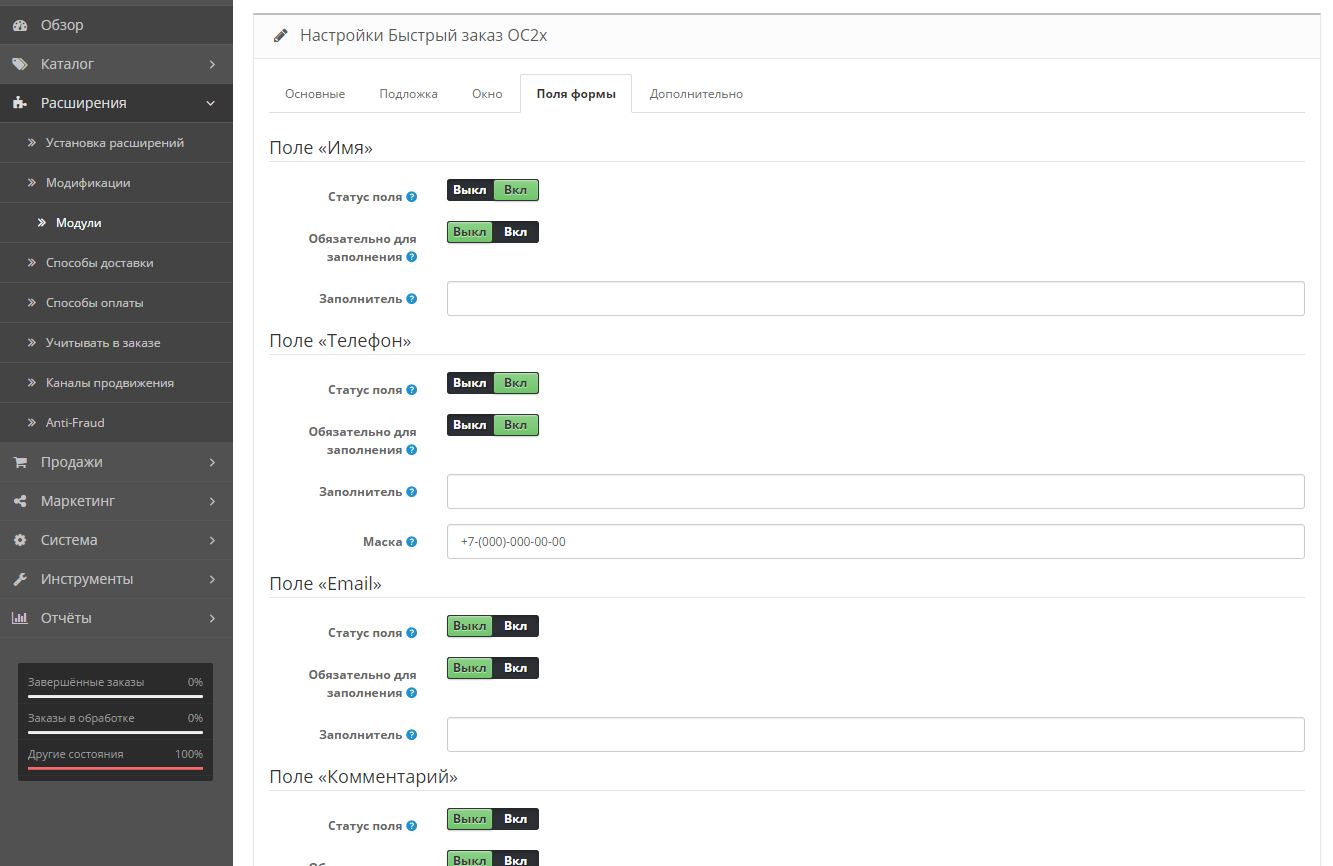 Обзор
Каталог
Расширения
Установка расширений
Модификации
Модули
Способы доставки
Способы оплаты
Учитывать в заказе
Каналы продвижения
Anti-Fraud
Продажи
Маркетинг
Система
Инструменты
Отчёты
Завершённые заказы 0%
Заказы в обработке 0%
Другие состояния 100%
Настройки Быстрый заказ OC2x
Основные Подложка Окно Поля формы Дополнительно
Поле «Имя»
Статус поля ? Выкл Вкл
Обязательно для Выкл Вкл
заполнения ?
Заполнитель ?
Поле «Телефон»
Статус поля ? Выкл Вкл
Обязательно для Выкл Вкл
заполнения ?
Заполнитель ?
Маска ? +7-(000)-000-00-00
Поле «Email»
Статус поля ? Выкл Вкл
Обязательно для Выкл Вкл
заполнения ?
Заполнитель ?
Поле «Комментарий»
Статус поля ? Выкл Вкл
Выкл Вкл